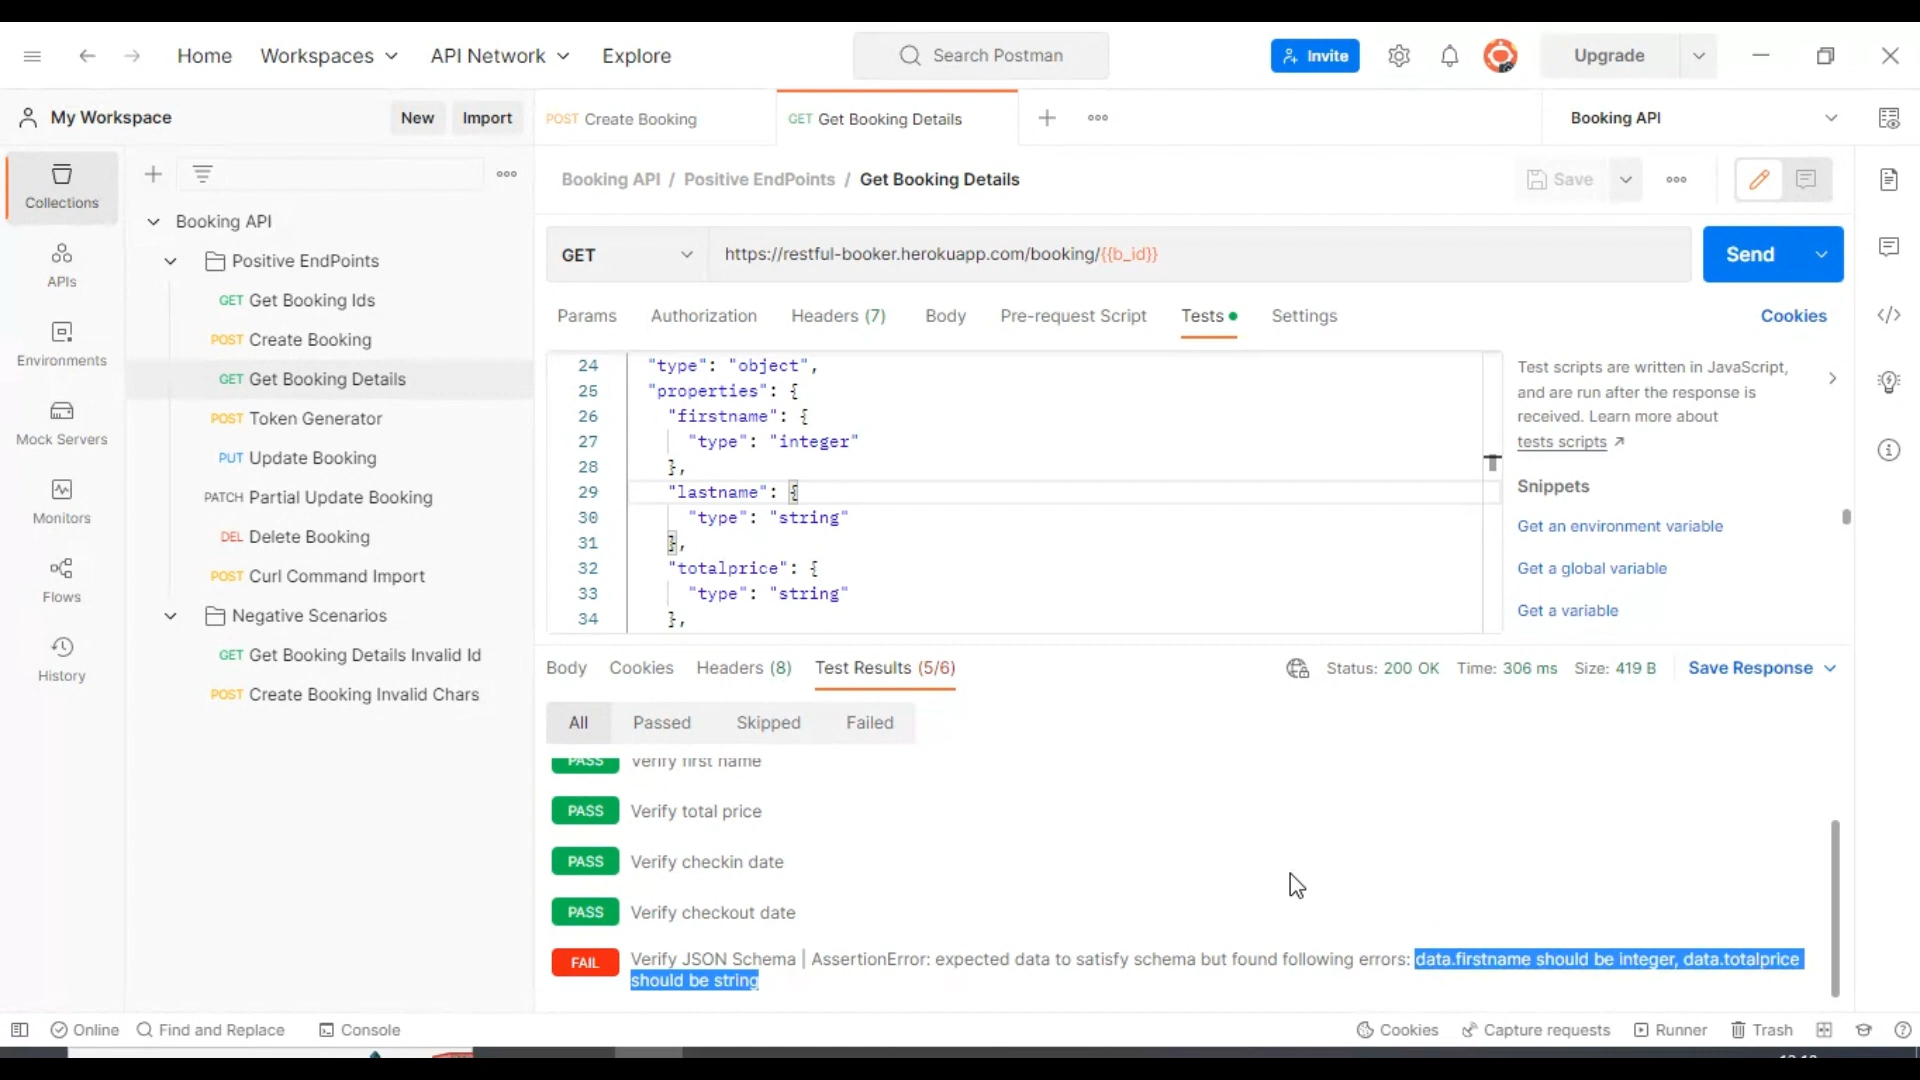 Home Workspaces API Network Explore Search Postman Invite Upgrade
My Workspace New Import POST Create Booking GET Get Booking Details Booking API
Collections
APIs
Environments
Mock Servers
Monitors
Flows
History
Booking API
Positive EndPoints
GET Get Booking Ids
POST Create Booking
GET Get Booking Details
POST Token Generator
PUT Update Booking
PATCH Partial Update Booking
DEL Delete Booking
POST Curl Command Import
Negative Scenarios
GET Get Booking Details Invalid Id
POST Create Booking Invalid Chars
Booking API / Positive EndPoints / Get Booking Details Save
GET https://restful-booker.herokuapp.com/booking/{{b_id}} Send
Params Authorization Headers (7) Body Pre-request Script Tests Settings Cookies
24 "type": "object",
25 "properties": {
26 "firstname": {
27 "type": "integer"
28 },
29 "lastname": {
30 "type": "string"
31 },
32 "totalprice": {
33 "type": "string"
34 },
Test scripts are written in JavaScript,
and are run after the response is
received. Learn more about
tests scripts ↗
Snippets
Get an environment variable
Get a global variable
Get a variable
Body Cookies Headers (8) Test Results (5/6) Status: 200 OK Time: 306 ms Size: 419 B Save Response
All Passed Skipped Failed
PASS Verify first name
PASS Verify total price
PASS Verify checkin date
PASS Verify checkout date
FAIL Verify JSON Schema | AssertionError: expected data to satisfy schema but found following errors: data.firstname should be integer, data.totalprice
should be string
Online Find and Replace Console Cookies Capture requests Runner Trash